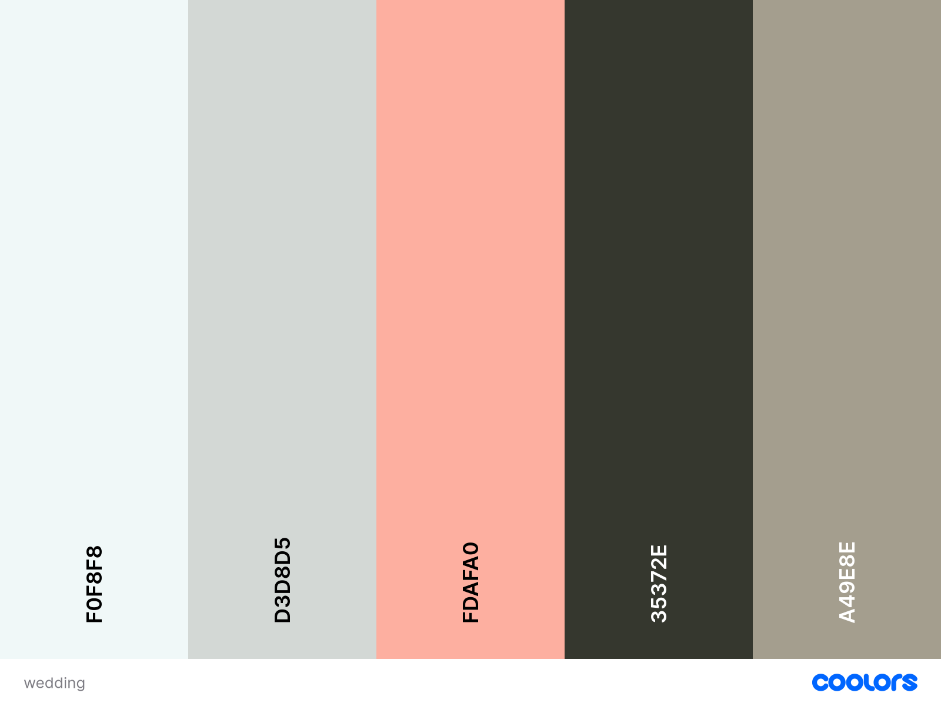 F0F8F8
D3D8D5
FDAFA0
35372E
A49E8E
wedding
coolors